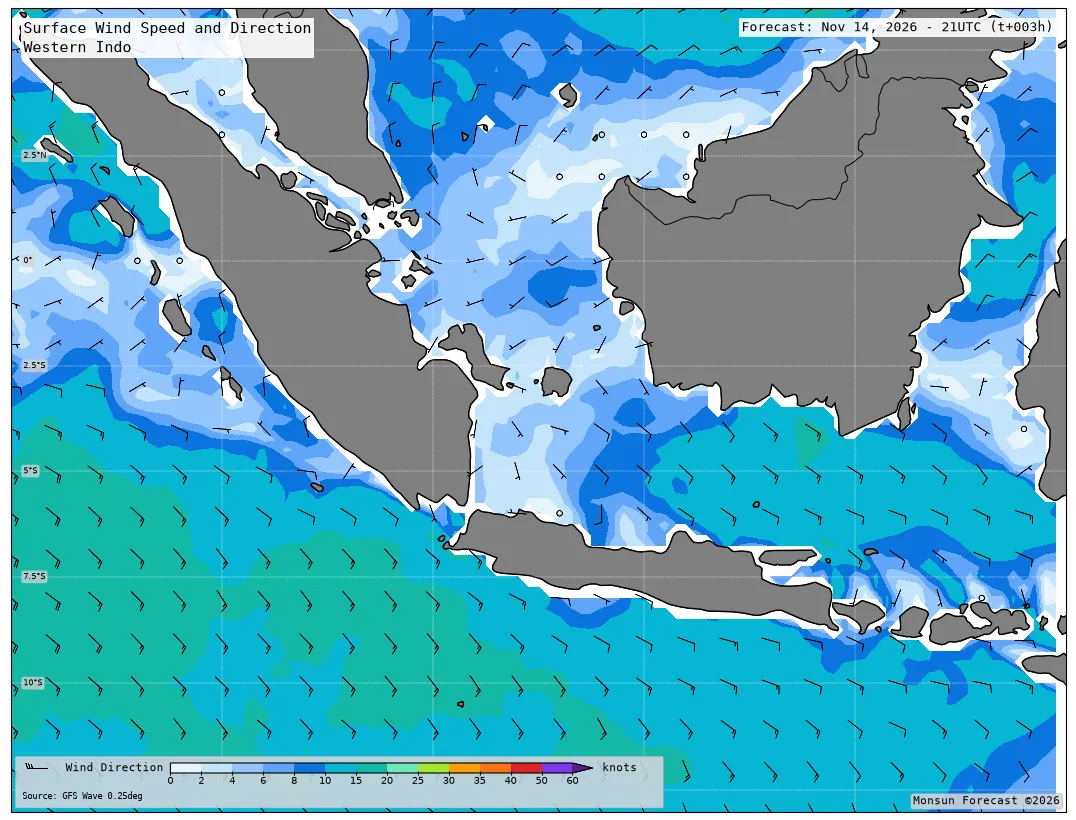 Surface Wind Speed and Direction
Western Indo
Forecast: Nov 14, 2026 - 21UTC (t+003h)
2.5°N
0°
2.5°S
5°S
7.5°S
10°S
Wind Direction
0 2 4 6 8 10 15 20 25 30 35 40 50 60
knots
Source: GFS Wave 0.25deg
Monsun Forecast ©2026